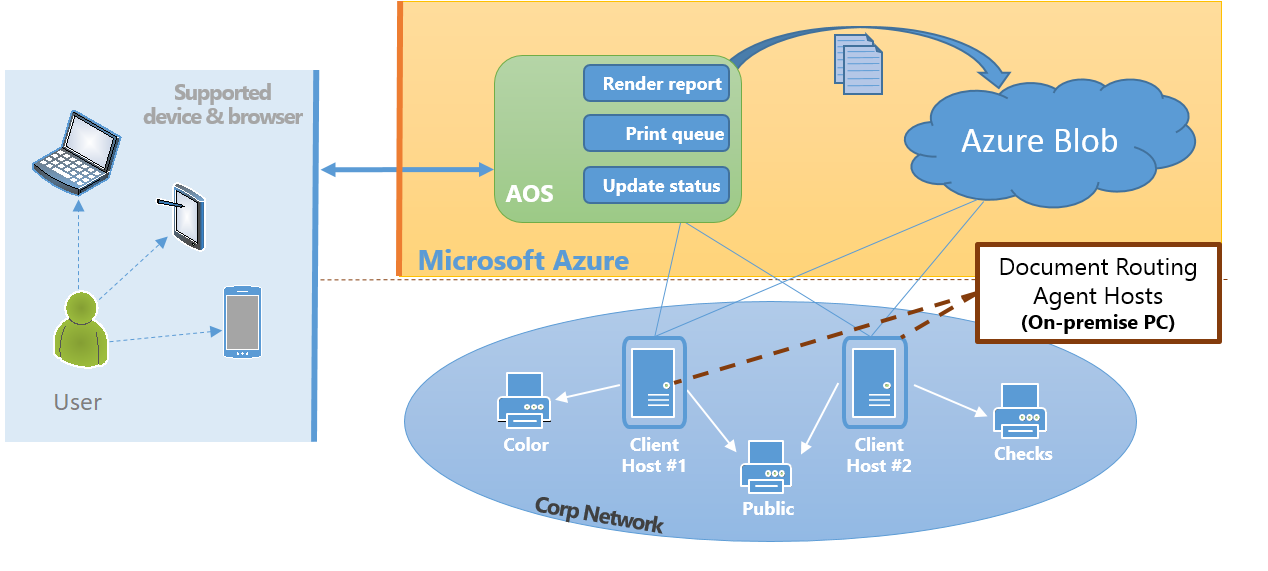 Supported
device & browser
User
Render report
Print queue
Update status
AOS
Azure Blob
Microsoft Azure
Document Routing
Agent Hosts
(On-premise PC)
Color
Client
Host #1
Public
Client
Host #2
Checks
Corp Network